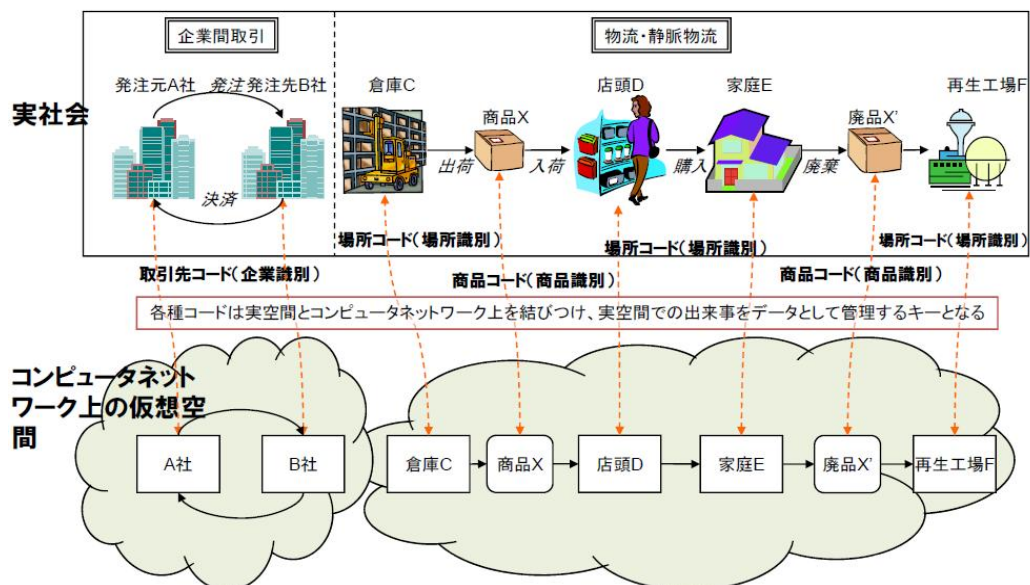 企業間取引
物流・静脈物流
実社会
発注元A社
発注
発注先B社
決済
倉庫C
出荷
商品X
入荷
店頭D
購入
家庭E
廃棄
廃品X'
再生工場F
場所コード(場所識別)
場所コード(場所識別)
場所コード(場所識別)
取引先コード(企業識別)
商品コード(商品識別)
商品コード(商品識別)
各種コードは実空間とコンピュータネットワーク上を結びつけ、実空間での出来事をデータとして管理するキーとなる
コンピュータネット
ワーク上の仮想空
間
A社
B社
倉庫C
商品X
店頭D
家庭E
廃品X'
再生工場F